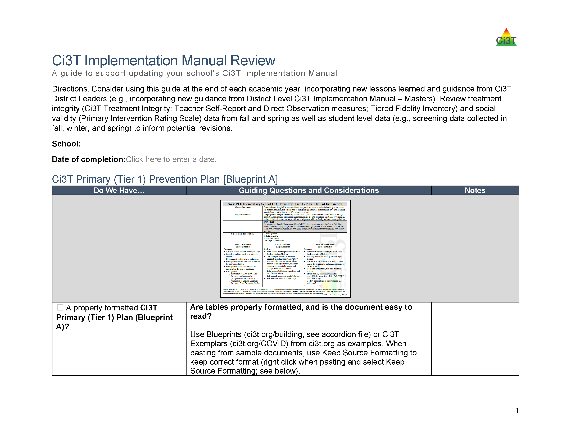 Ci3T
Ci3T Implementation Manual Review
A guide to support updating your school's Ci3T Implementation Manual
Directions. Consider using this guide at the end of each academic year, incorporating new lessons learned and guidance from Ci3T
District Leaders (e.g., incorporating new guidance from District Level Ci3T Implementation Manual – Masters). Review treatment
integrity (Ci3T Treatment Integrity: Teacher Self-Report and Direct Observation measures; Tiered Fidelity Inventory) and social
validity (Primary Intervention Rating Scale) data from fall and spring as well as student level data (e.g., screening data collected in
fall, winter, and spring) to inform potential revisions.
School:
Date of completion:Click here to enter a date.
Ci3T Primary (Tier 1) Prevention Plan [Blueprint A]
Do We Have… Guiding Questions and Considerations Notes
☐ A properly formatted Ci3T
Primary (Tier 1) Plan (Blueprint
A)?
Are tables properly formatted, and is the document easy to
read?
Use Blueprints (ci3t.org/building, see accordion file) or Ci3T
Exemplars (ci3t.org/COVID) from ci3t.org as examples. When
pasting from sample documents, use Keep Source Formatting to
keep correct format (right click when pasting and select Keep
Source Formatting; see below).
1